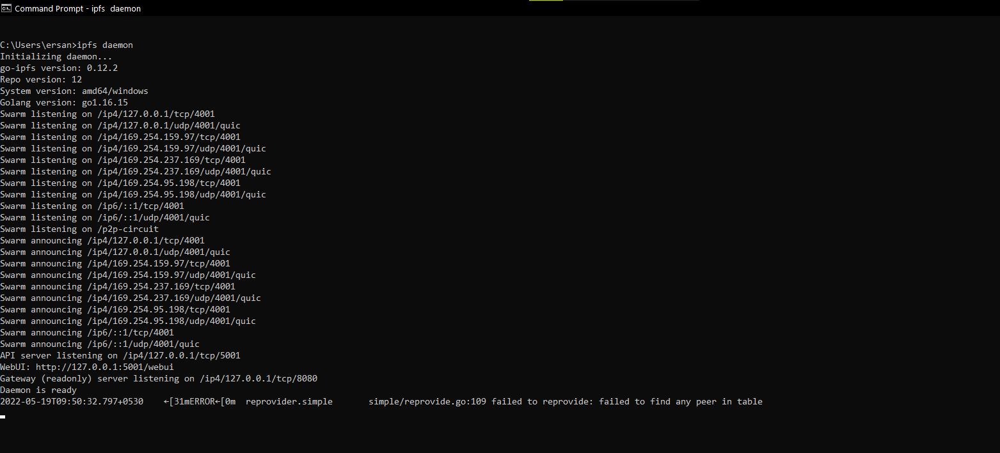 Command Prompt - ipfs  daemon
C:\Users\ersan>ipfs daemon
Initializing daemon...
go-ipfs version: 0.12.2
Repo version: 12
System version: amd64/windows
Golang version: go1.16.15
Swarm listening on /ip4/127.0.0.1/tcp/4001
Swarm listening on /ip4/127.0.0.1/udp/4001/quic
Swarm listening on /ip4/169.254.159.97/tcp/4001
Swarm listening on /ip4/169.254.159.97/udp/4001/quic
Swarm listening on /ip4/169.254.237.169/tcp/4001
Swarm listening on /ip4/169.254.237.169/udp/4001/quic
Swarm listening on /ip4/169.254.95.198/tcp/4001
Swarm listening on /ip4/169.254.95.198/udp/4001/quic
Swarm listening on /ip6/::1/tcp/4001
Swarm listening on /ip6/::1/udp/4001/quic
Swarm listening on /p2p-circuit
Swarm announcing /ip4/127.0.0.1/tcp/4001
Swarm announcing /ip4/127.0.0.1/udp/4001/quic
Swarm announcing /ip4/169.254.159.97/tcp/4001
Swarm announcing /ip4/169.254.159.97/udp/4001/quic
Swarm announcing /ip4/169.254.237.169/tcp/4001
Swarm announcing /ip4/169.254.237.169/udp/4001/quic
Swarm announcing /ip4/169.254.95.198/tcp/4001
Swarm announcing /ip4/169.254.95.198/udp/4001/quic
Swarm announcing /ip6/::1/tcp/4001
Swarm announcing /ip6/::1/udp/4001/quic
API server listening on /ip4/127.0.0.1/tcp/5001
WebUI: http://127.0.0.1:5001/webui
Gateway (readonly) server listening on /ip4/127.0.0.1/tcp/8080
Daemon is ready
2022-05-19T09:50:32.797+0530    ←[31mERROR←[0m  reprovider.simple       simple/reprovide.go:109 failed to reprovide: failed to find any peer in table